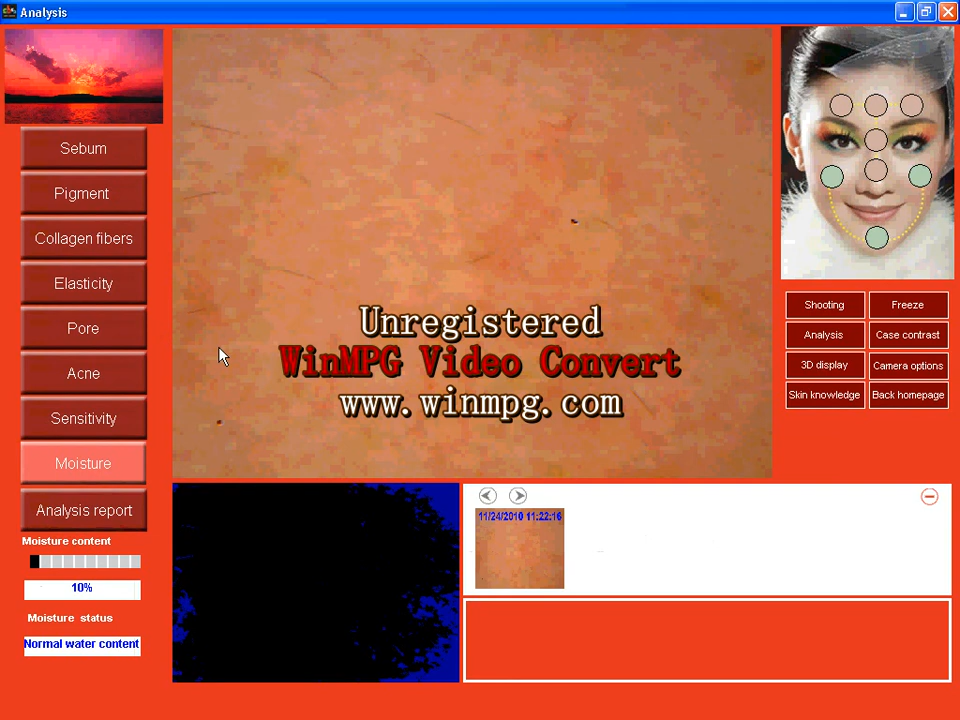 Analysis
Sebum
Pigment
Collagen fibers
Elasticity
Pore
Acne
Sensitivity
Moisture
Analysis report
Moisture content
10%
Moisture status
Normal water content
Unregistered
WinMPG Video Convert
www.winmpg.com
Shooting
Freeze
Analysis
Case contrast
3D display
Camera options
Skin knowledge
Back homepage
11/24/2010 11:22:16